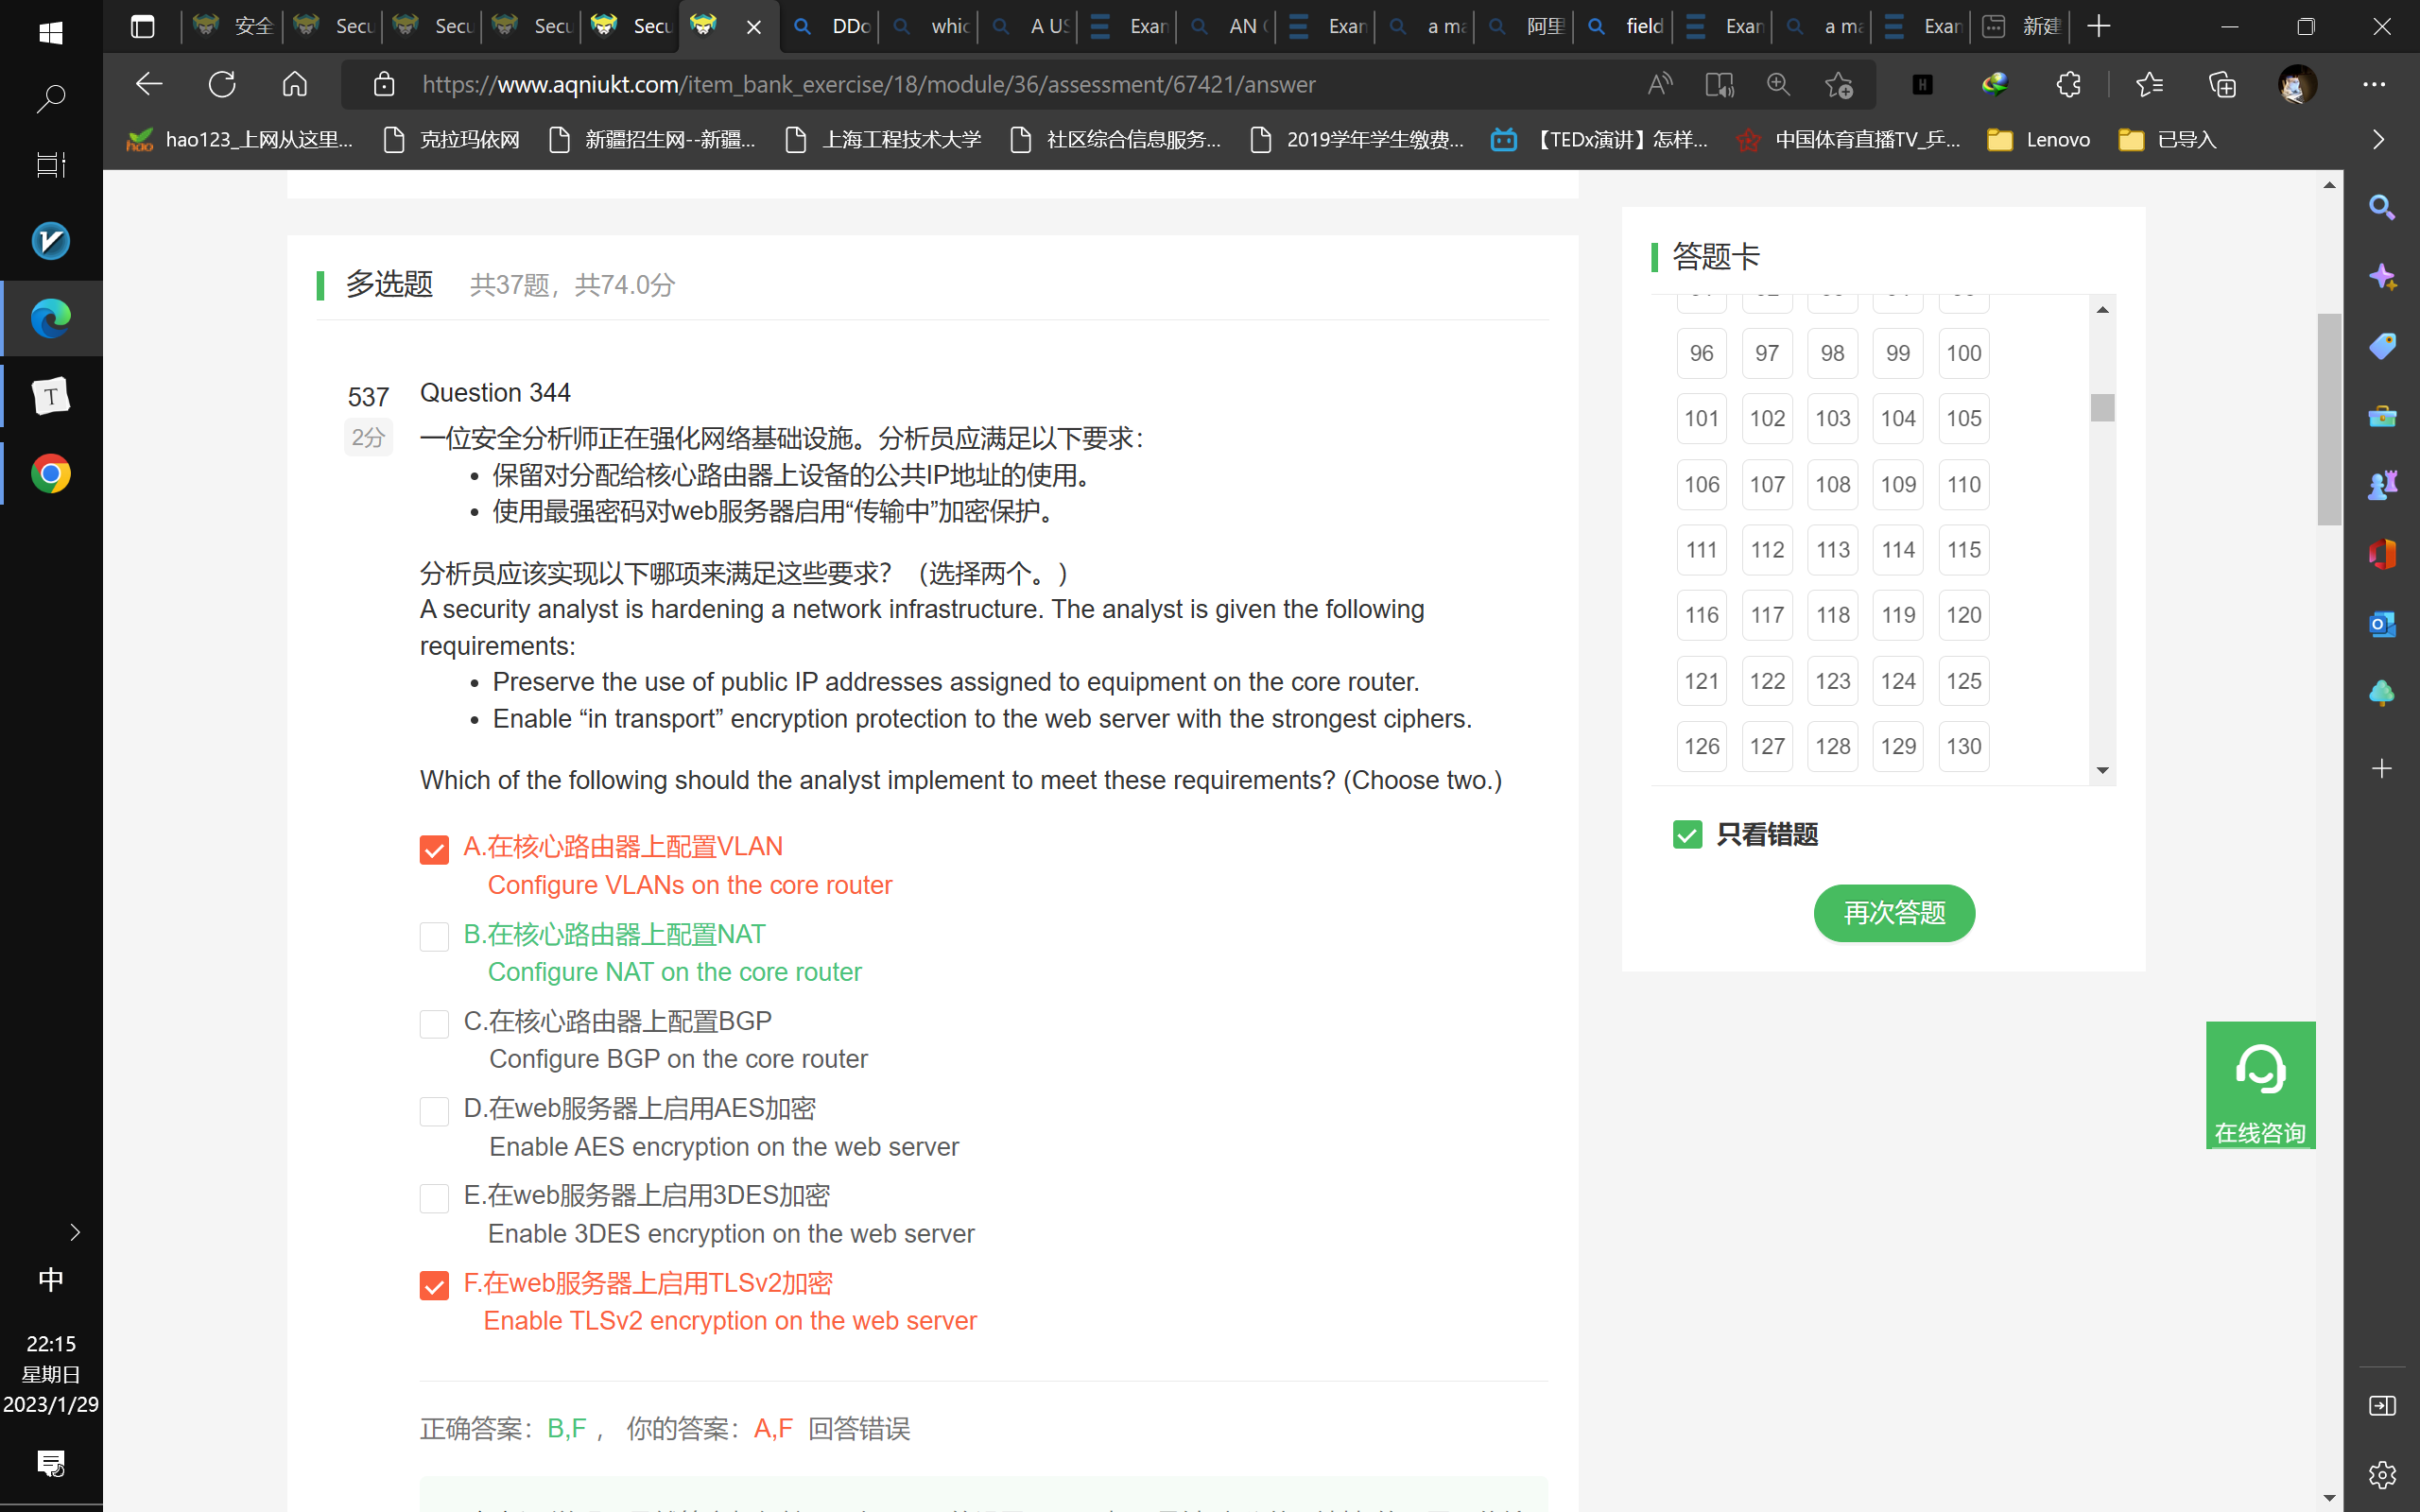 安全
Secu
Secu
Secu
Secu
DDo
whic
A US
Exan
AN
Exan
a ma
阿里
field
Exan
a ma
Exan
新建
https://www.aqniukt.com/item_bank_exercise/18/module/36/assessment/67421/answer
hao123_上网从这里...
克拉玛依网
新疆招生网--新疆...
上海工程技术大学
社区综合信息服务...
2019学年学生缴费...
【TEDx演讲】怎样...
中国体育直播TV_乒...
Lenovo
已导入
多选题 共37题，共74.0分
537 Question 344
2分 一位安全分析师正在强化网络基础设施。分析员应满足以下要求：
• 保留对分配给核心路由器上设备的公共IP地址的使用。
• 使用最强密码对web服务器启用“传输中”加密保护。
分析员应该实现以下哪项来满足这些要求？（选择两个。）
A security analyst is hardening a network infrastructure. The analyst is given the following
requirements:
• Preserve the use of public IP addresses assigned to equipment on the core router.
• Enable “in transport” encryption protection to the web server with the strongest ciphers.
Which of the following should the analyst implement to meet these requirements? (Choose two.)
A.在核心路由器上配置VLAN
Configure VLANs on the core router
B.在核心路由器上配置NAT
Configure NAT on the core router
C.在核心路由器上配置BGP
Configure BGP on the core router
D.在web服务器上启用AES加密
Enable AES encryption on the web server
E.在web服务器上启用3DES加密
Enable 3DES encryption on the web server
F.在web服务器上启用TLSv2加密
Enable TLSv2 encryption on the web server
正确答案：B,F ， 你的答案：A,F 回答错误
答题卡
96 97 98 99 100
101 102 103 104 105
106 107 108 109 110
111 112 113 114 115
116 117 118 119 120
121 122 123 124 125
126 127 128 129 130
只看错题
再次答题
在线咨询
中
22:15
星期日
2023/1/29